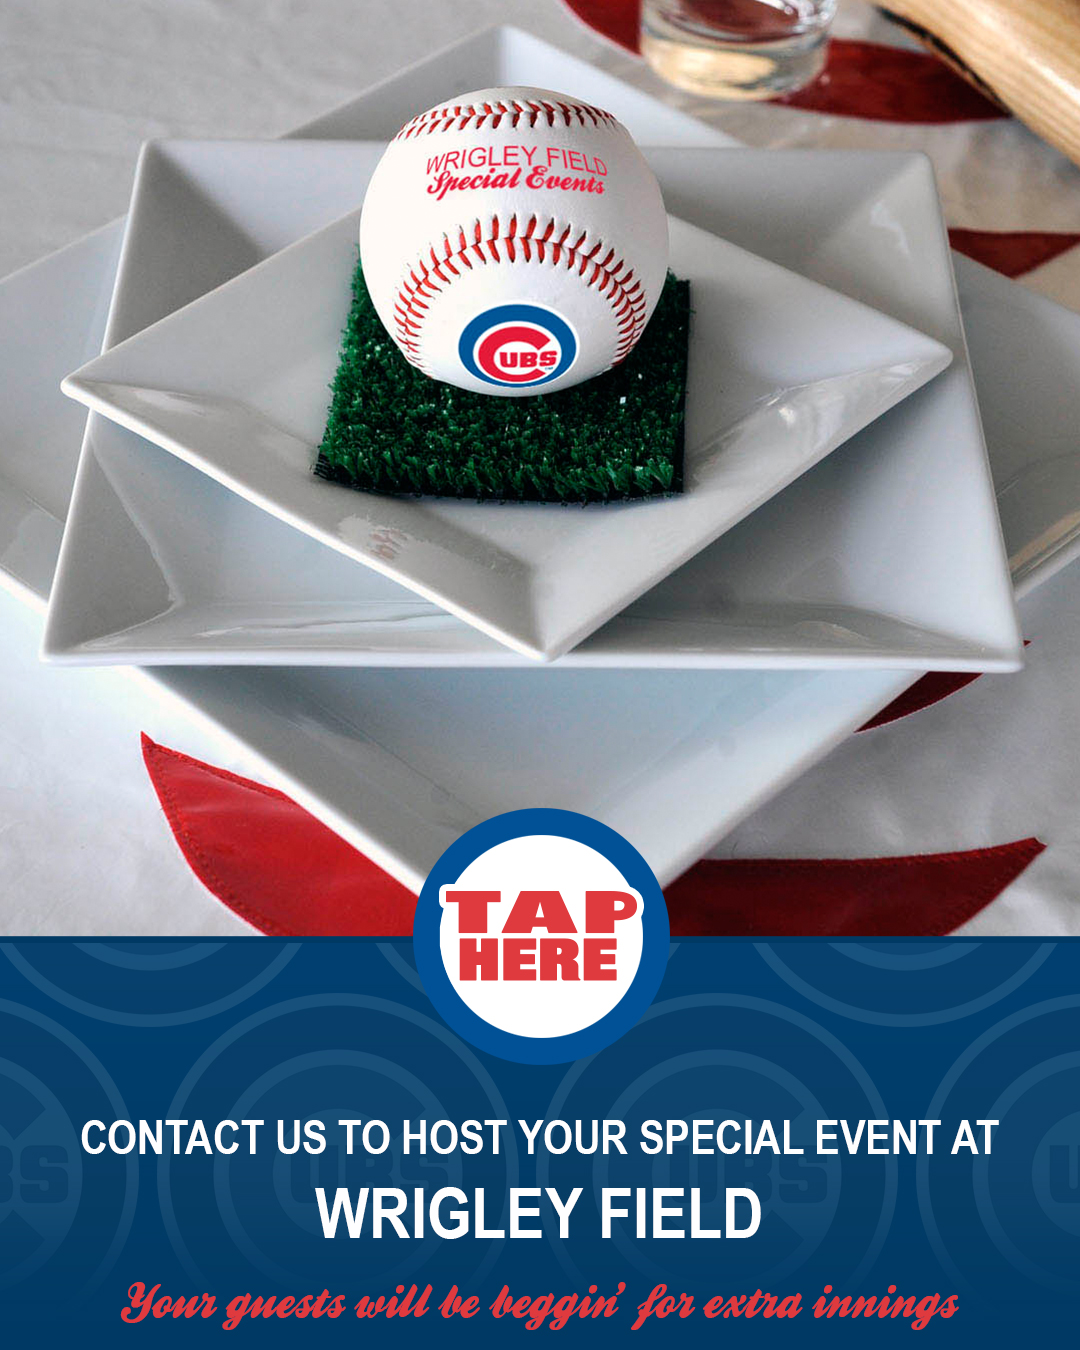 WRIGLEY FIELD
Special Events
CUBS
TAP
HERE
CONTACT US TO HOST YOUR SPECIAL EVENT AT
WRIGLEY FIELD
Your guests will be beggin' for extra innings